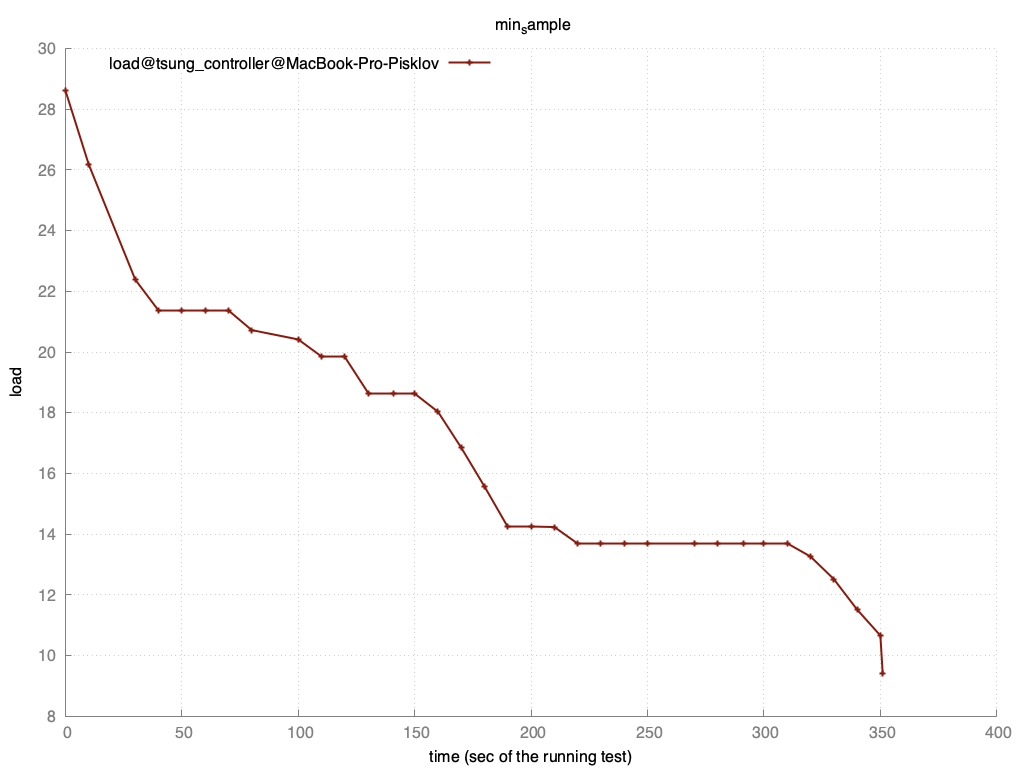 min_sample
load@tsung_controller@MacBook-Pro-Pisklov
30
28
26
24
22
20
18
16
14
12
10
8
load
0 50 100 150 200 250 300 350 400
time (sec of the running test)